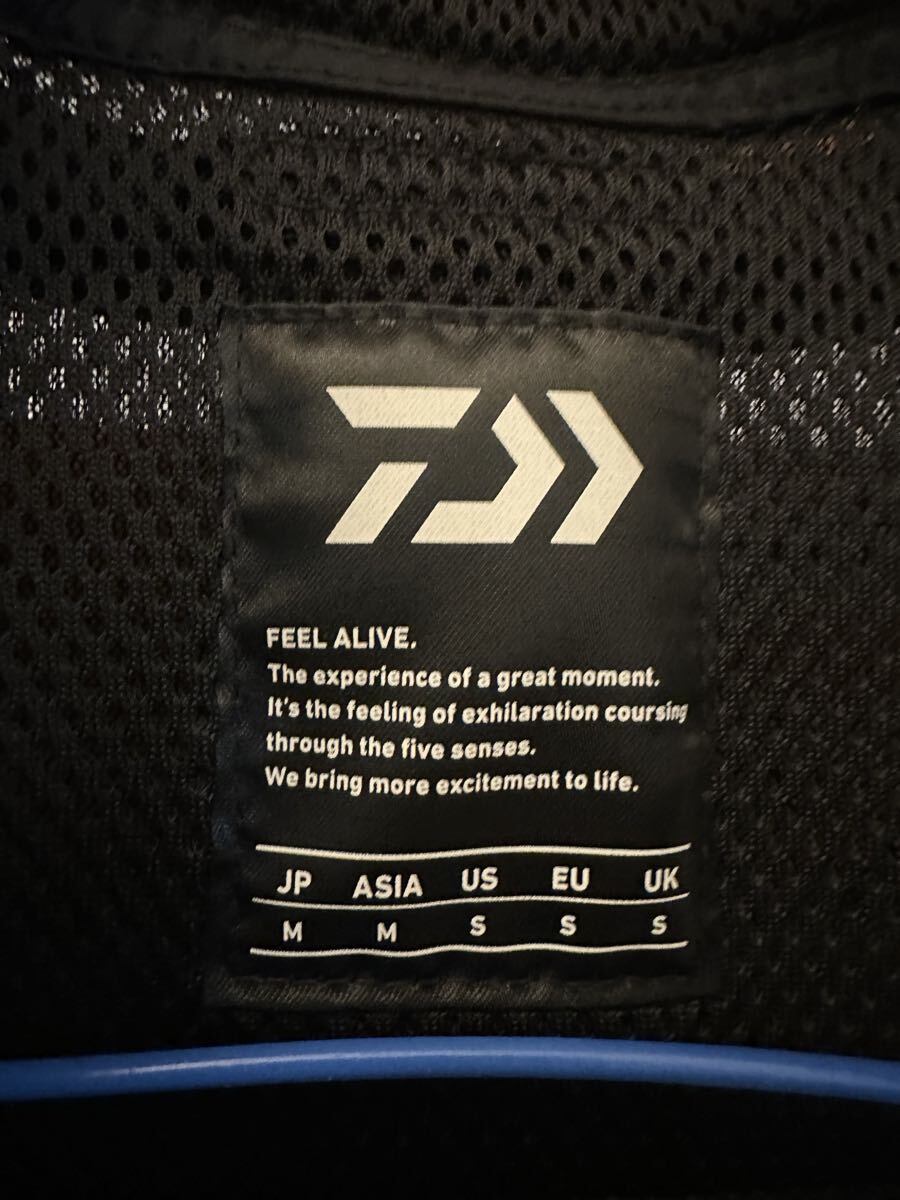 FEEL ALIVE.
The experience of a great moment.
It's the feeling of exhilaration coursing
through the five senses.
We bring more excitement to life.
JP ASIA US EU UK
M M S S S